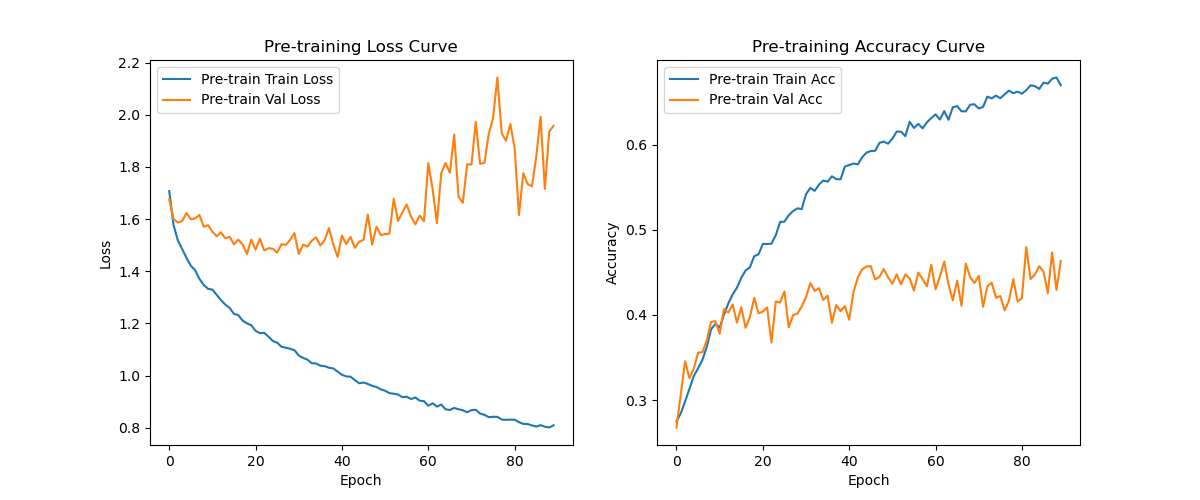 Pre-training Loss Curve
2.2
2.0
1.8
1.6
1.4
1.2
1.0
0.8
Loss
Pre-train Train Loss
Pre-train Val Loss
0 20 40 60 80
Epoch
Pre-training Accuracy Curve
0.6
0.5
0.4
0.3
Accuracy
Pre-train Train Acc
Pre-train Val Acc
0 20 40 60 80
Epoch